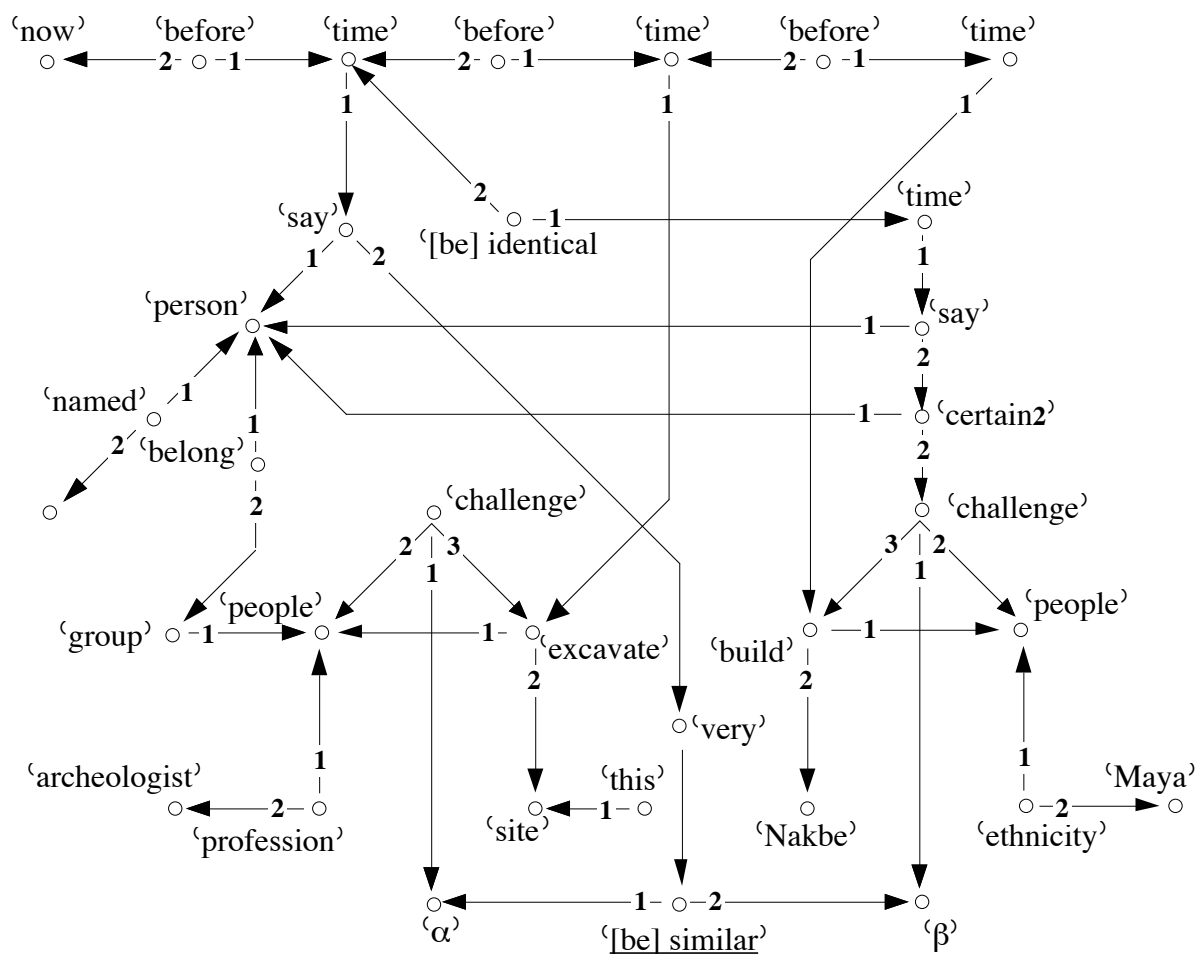 ‘now’ ‘before’ ‘time’ ‘before’ ‘time’ ‘before’ ‘time’
2 1 2 1 2 1
1 1 1
2 ‘time’
‘say’ 1
‘[be] identical’
1 2 1
‘person’ ‘say’
1
2
1
‘named’ 1 ‘certain2’
2 ‘belong’ 1 2
2 ‘challenge’ ‘challenge’
2 3 3 2
1 1
‘people’ ‘people’
‘group’ 1 1 1
‘excavate’ ‘build’
2 2
‘very’
1 1
‘archeologist’ ‘this’ ‘Maya’
2 1 2
‘profession’ ‘site’ ‘Nakbe’ ‘ethnicity’
1 2
‘α’ ‘[be] similar’ ‘β’